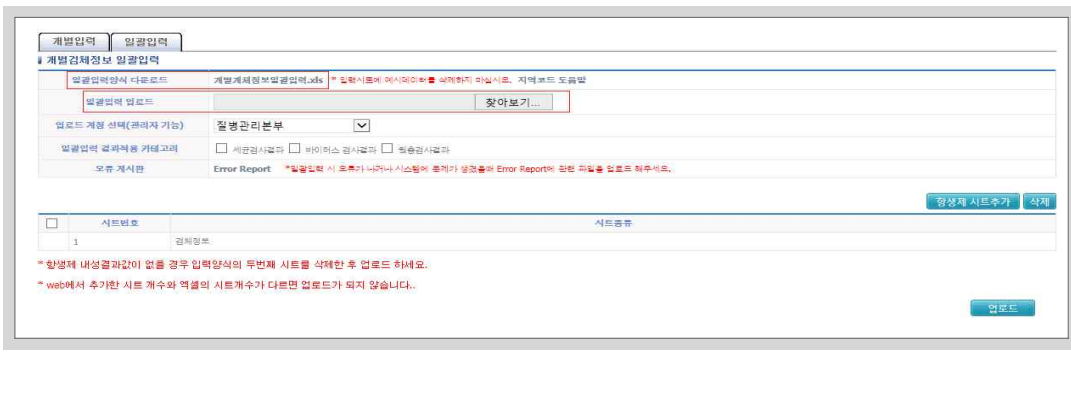 개별입력 일괄입력
개별검체정보 일괄입력
일괄입력양식 다운로드 개별계체정보일괄입력.xls * 입력시트에 예시데이터를 삭제하지 마십시오. 지역코드 도움말
일괄입력 업로드 찾아보기...
업로드 계정 선택(관리자 기능) 질병관리본부
일괄입력 결과적용 카테고리 세균검사결과 바이러스 검사결과 원충검사결과
오류 게시판 Error Report *일괄입력 시 오류가 나거나 시스템에 문제가 생겼을때 Error Report에 관련 파일을 업로드 해주세요.
항생제 시트추가 삭제
시트번호 시트종류
1 검체정보
* 항생제 내성결과값이 없을 경우 입력양식의 두번째 시트를 삭제한 후 업로드 하세요.
* web에서 추가한 시트 개수와 엑셀의 시트개수가 다르면 업로드가 되지 않습니다..
업로드